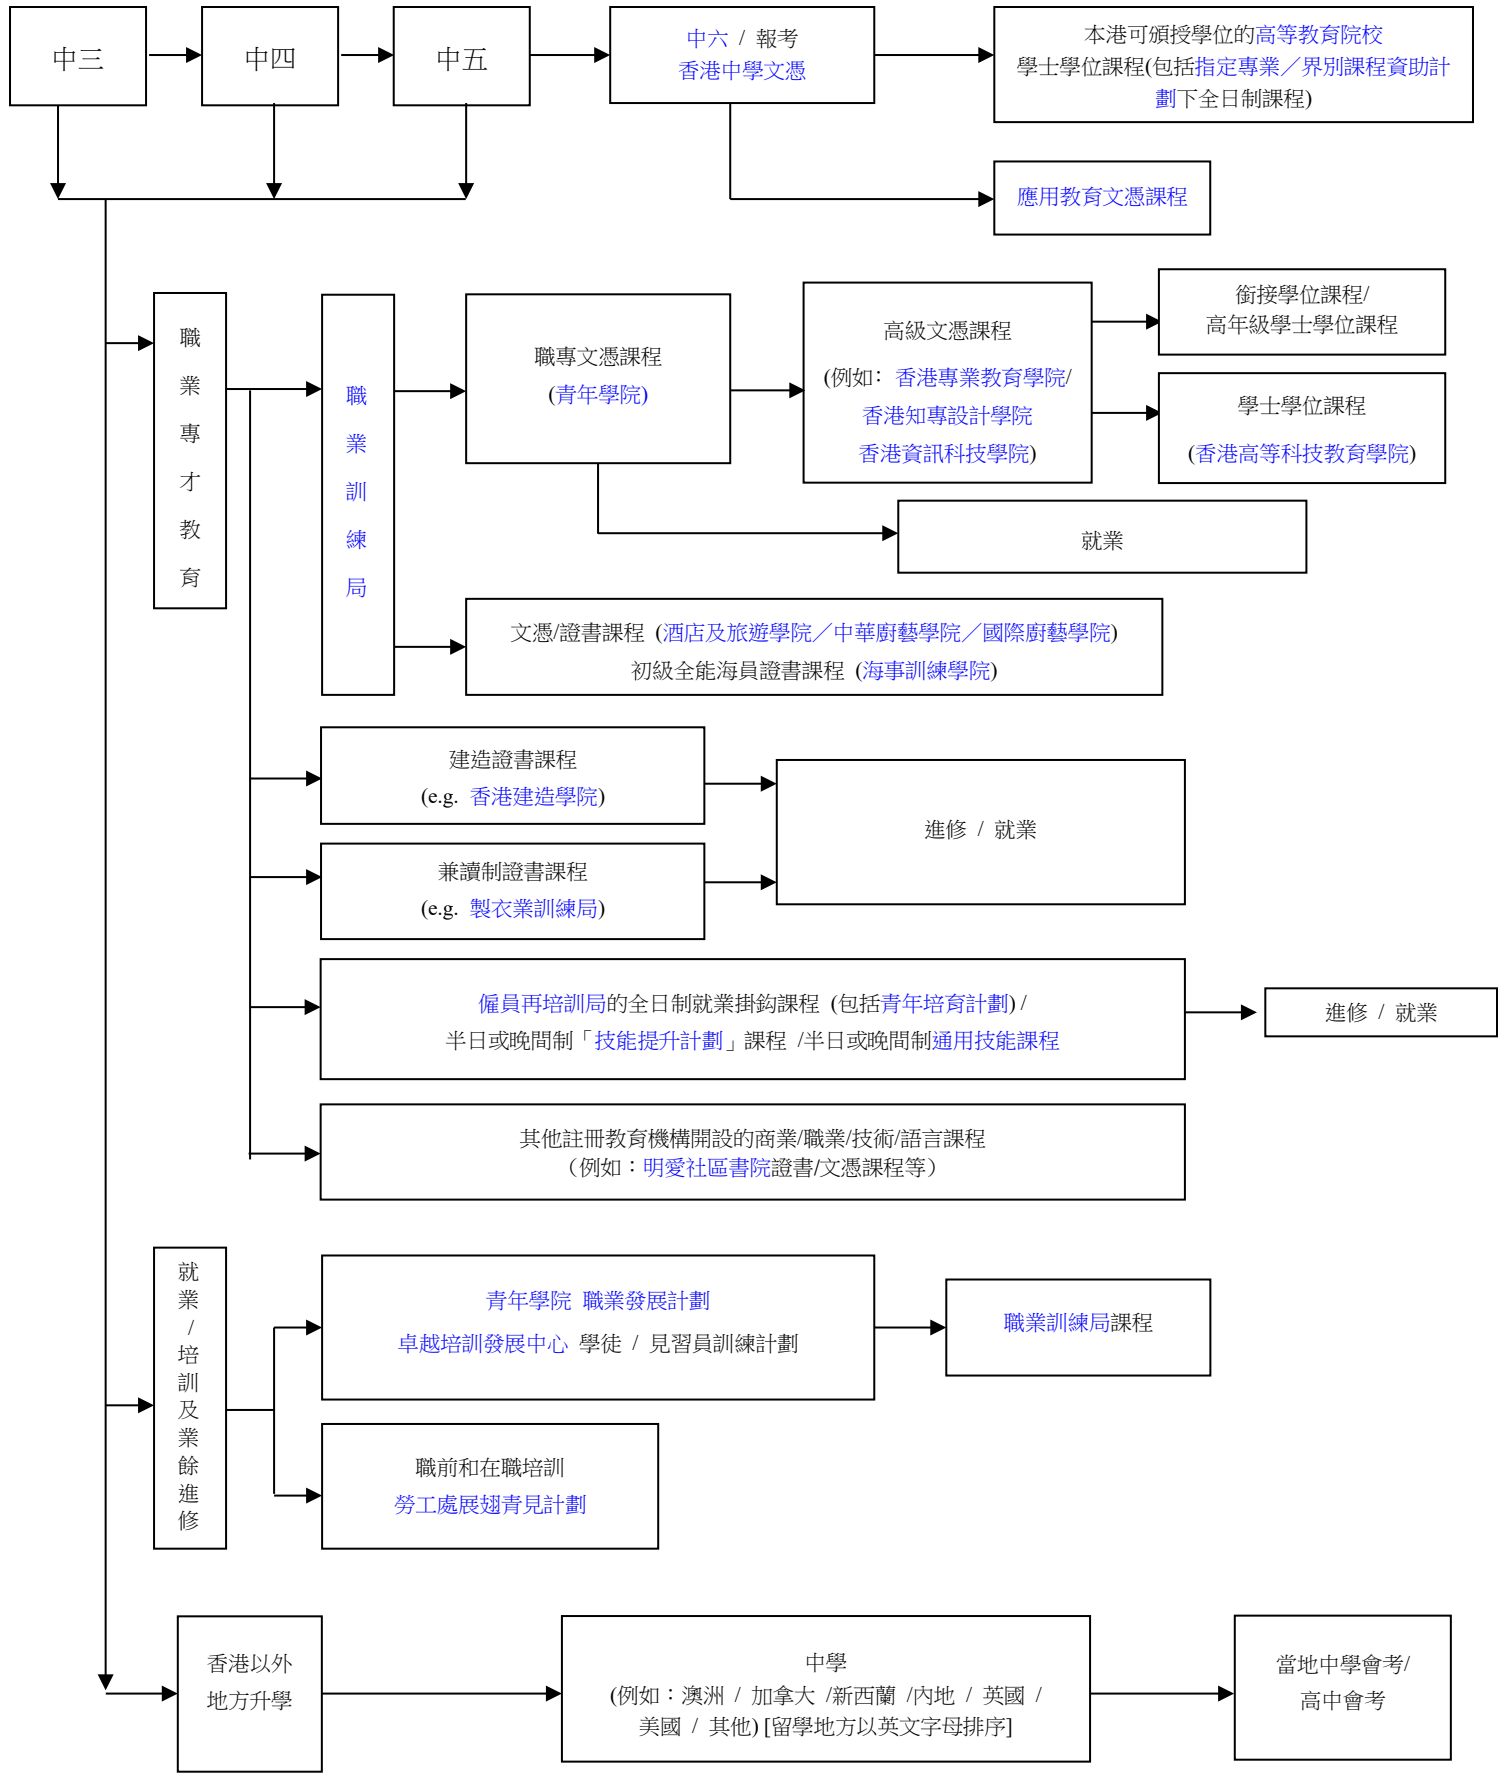 中三
中四
中五
中六 / 報考
香港中學文憑
本港可頒授學位的高等教育院校
學士學位課程(包括指定專業／界別課程資助計
劃下全日制課程)
應用教育文憑課程
職
業
專
才
教
育
職
業
訓
練
局
職專文憑課程
(青年學院)
高級文憑課程
(例如: 香港專業教育學院/
香港知專設計學院
香港資訊科技學院)
銜接學位課程/
高年級學士學位課程
學士學位課程
(香港高等科技教育學院)
就業
文憑/證書課程 (酒店及旅遊學院／中華廚藝學院／國際廚藝學院)
初級全能海員證書課程 (海事訓練學院)
建造證書課程
(e.g. 香港建造學院)
兼讀制證書課程
(e.g. 製衣業訓練局)
進修 / 就業
僱員再培訓局的全日制就業掛鈎課程 (包括青年培育計劃) /
半日或晚間制「技能提升計劃」課程 /半日或晚間制通用技能課程
進修 / 就業
其他註冊教育機構開設的商業/職業/技術/語言課程
（例如：明愛社區書院證書/文憑課程等）
就
業
/
培
訓
及
業
餘
進
修
青年學院 職業發展計劃
卓越培訓發展中心 學徒 / 見習員訓練計劃
職業訓練局課程
職前和在職培訓
勞工處展翅青見計劃
香港以外
地方升學
中學
(例如：澳洲 / 加拿大 /新西蘭 /內地 / 英國 /
美國 / 其他) [留學地方以英文字母排序]
當地中學會考/
高中會考